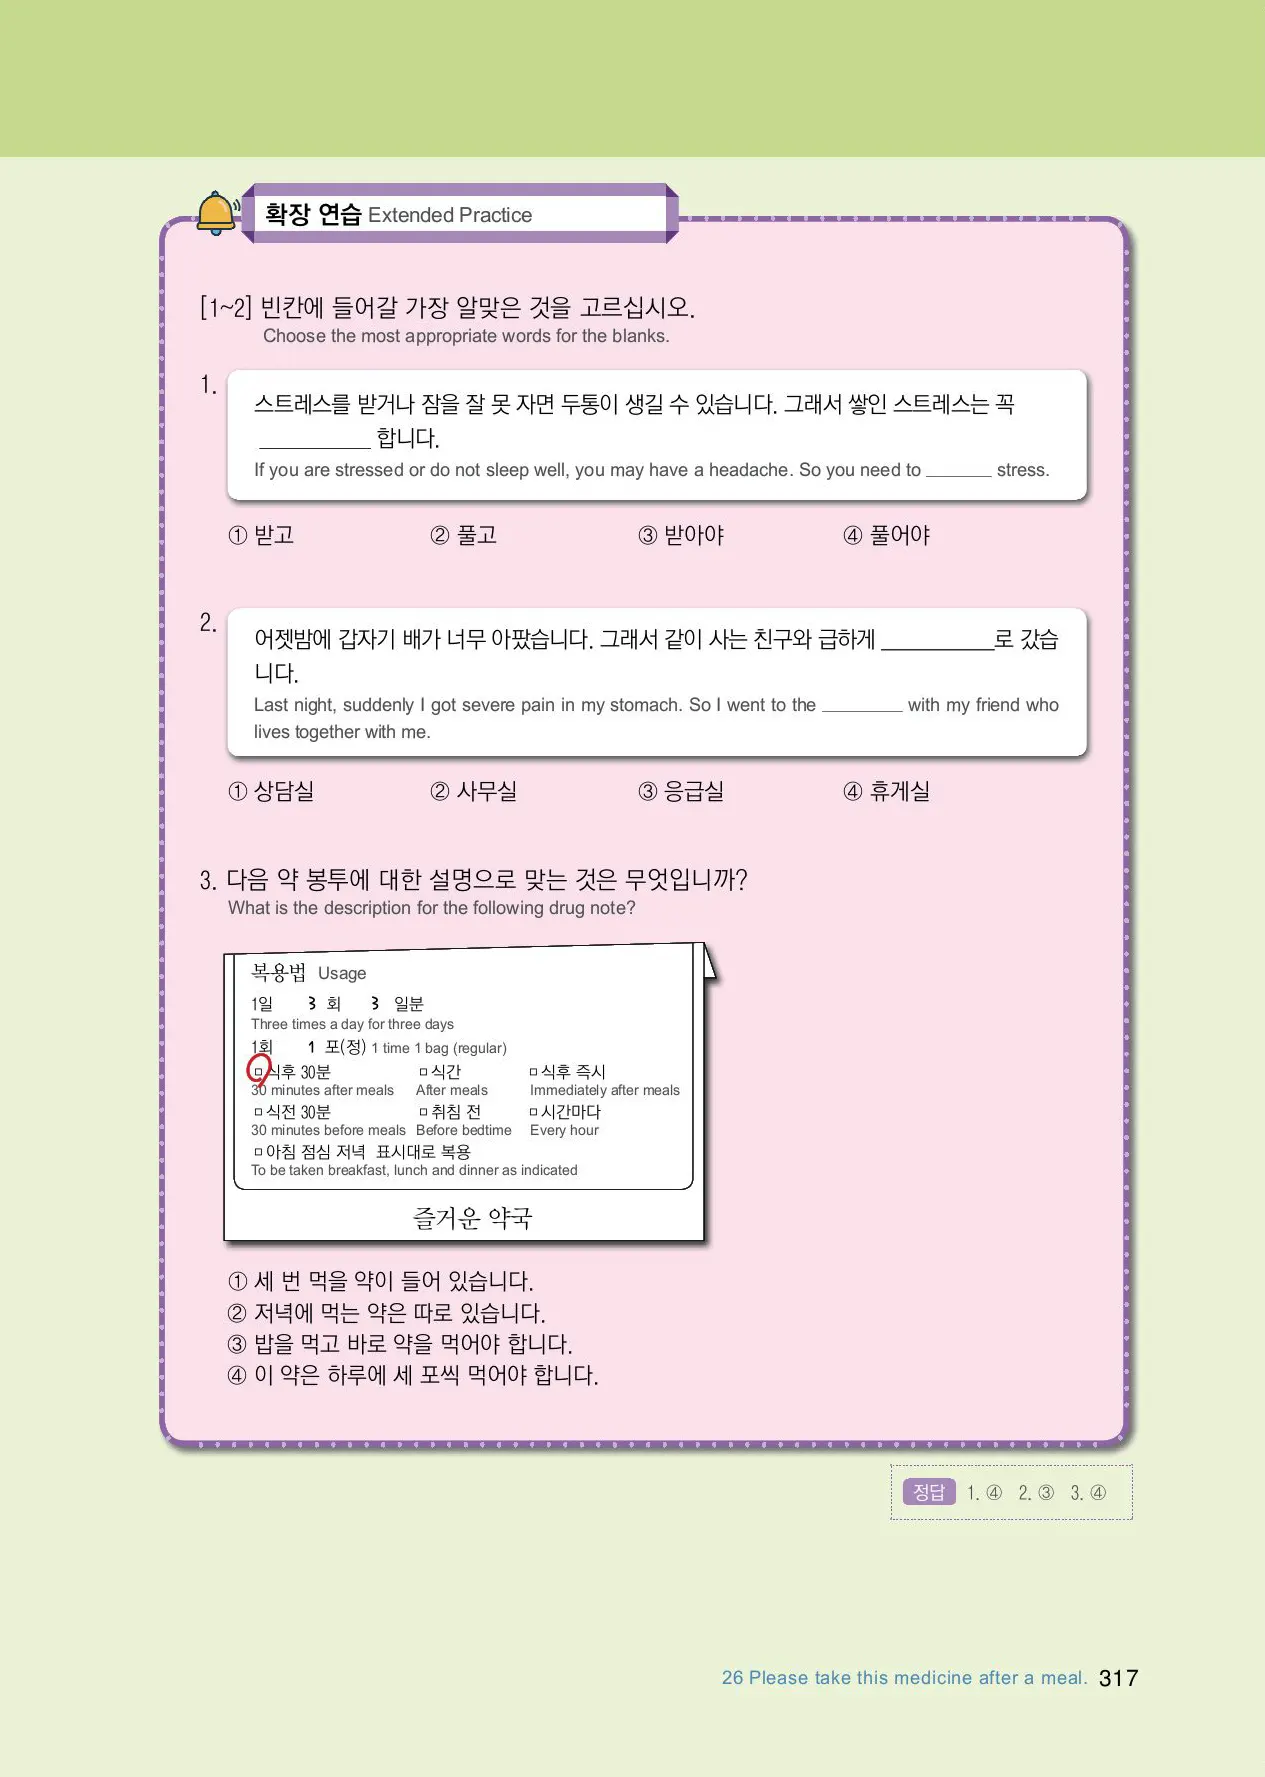 확장 연습 Extended Practice
[1~2] 빈칸에 들어갈 가장 알맞은 것을 고르십시오.
Choose the most appropriate words for the blanks.
1.
스트레스를 받거나 잠을 잘 못 자면 두통이 생길 수 있습니다. 그래서 쌓인 스트레스는 꼭
__________ 합니다.
If you are stressed or do not sleep well, you may have a headache. So you need to _______ stress.
① 받고 ② 풀고 ③ 받아야 ④ 풀어야
2.
어젯밤에 갑자기 배가 너무 아팠습니다. 그래서 같이 사는 친구와 급하게 __________로 갔습
니다.
Last night, suddenly I got severe pain in my stomach. So I went to the ________ with my friend who
lives together with me.
① 상담실 ② 사무실 ③ 응급실 ④ 휴게실
3. 다음 약 봉투에 대한 설명으로 맞는 것은 무엇입니까?
What is the description for the following drug note?
복용법 Usage
1일 3 회 3 일분
Three times a day for three days
1회 1 포(정) 1 time 1 bag (regular)
□ 식후 30분 □ 식간 □ 식후 즉시
30 minutes after meals After meals Immediately after meals
□ 식전 30분 □ 취침 전 □ 시간마다
30 minutes before meals Before bedtime Every hour
□ 아침 점심 저녁 표시대로 복용
To be taken breakfast, lunch and dinner as indicated
즐거운 약국
① 세 번 먹을 약이 들어 있습니다.
② 저녁에 먹는 약은 따로 있습니다.
③ 밥을 먹고 바로 약을 먹어야 합니다.
④ 이 약은 하루에 세 포씩 먹어야 합니다.
정답 1. ④ 2. ③ 3. ④
26 Please take this medicine after a meal. 317